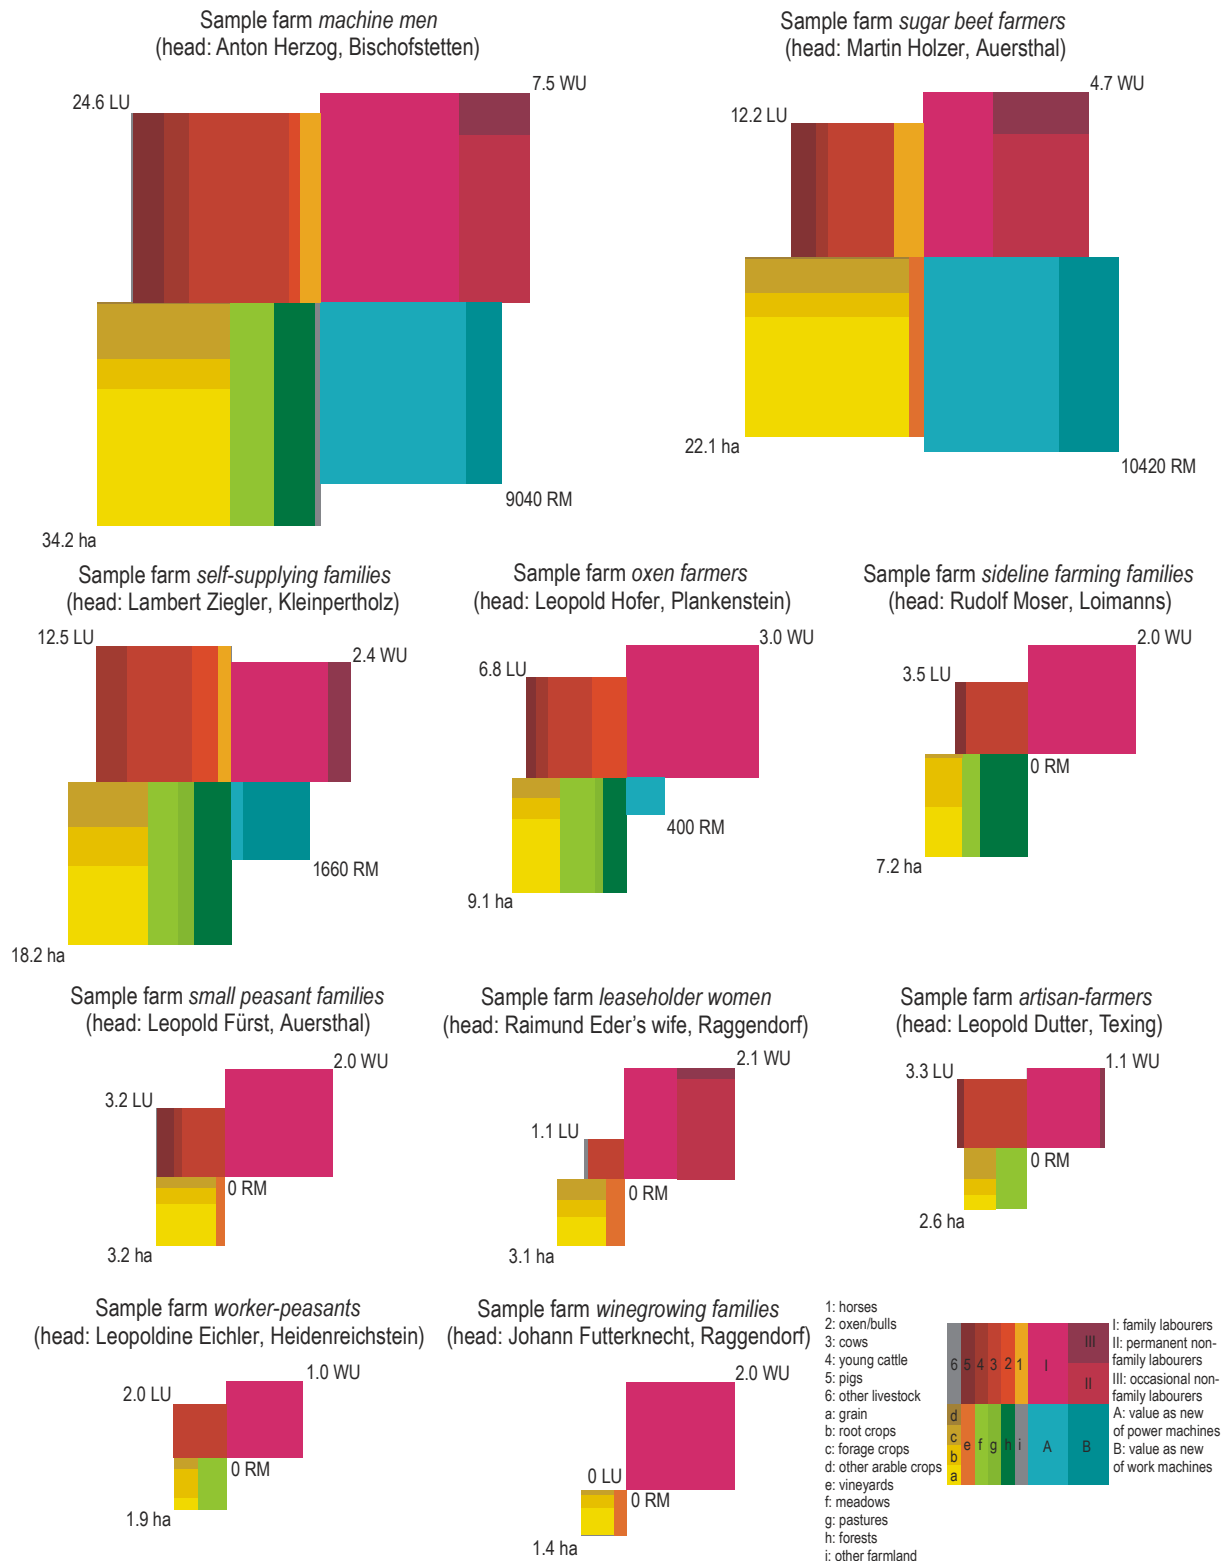 Sample farm machine men
(head: Anton Herzog, Bischofstetten)
24.6 LU
7.5 WU
34.2 ha
9040 RM
Sample farm sugar beet farmers
(head: Martin Holzer, Auersthal)
12.2 LU
4.7 WU
22.1 ha
10420 RM
Sample farm self-supplying families
(head: Lambert Ziegler, Kleinpertholz)
12.5 LU
2.4 WU
18.2 ha
1660 RM
Sample farm oxen farmers
(head: Leopold Hofer, Plankenstein)
6.8 LU
3.0 WU
9.1 ha
400 RM
Sample farm sideline farming families
(head: Rudolf Moser, Loimanns)
3.5 LU
2.0 WU
7.2 ha
0 RM
Sample farm small peasant families
(head: Leopold Fürst, Auersthal)
3.2 LU
2.0 WU
3.2 ha
0 RM
Sample farm leaseholder women
(head: Raimund Eder's wife, Raggendorf)
1.1 LU
2.1 WU
3.1 ha
0 RM
Sample farm artisan-farmers
(head: Leopold Dutter, Texing)
3.3 LU
1.1 WU
2.6 ha
0 RM
Sample farm worker-peasants
(head: Leopoldine Eichler, Heidenreichstein)
2.0 LU
1.0 WU
1.9 ha
0 RM
Sample farm winegrowing families
(head: Johann Futterknecht, Raggendorf)
0 LU
2.0 WU
1.4 ha
0 RM
1: horses
2: oxen/bulls
3: cows
4: young cattle
5: pigs
6: other livestock
a: grain
b: root crops
c: forage crops
d: other arable crops
e: vineyards
f: meadows
g: pastures
h: forests
i: other farmland
6 5 4 3 2 1 I III
II
d
c
b
a
e f g h i A B
I: family labourers
II: permanent non-
family labourers
III: occasional non-
family labourers
A: value as new
of power machines
B: value as new
of work machines